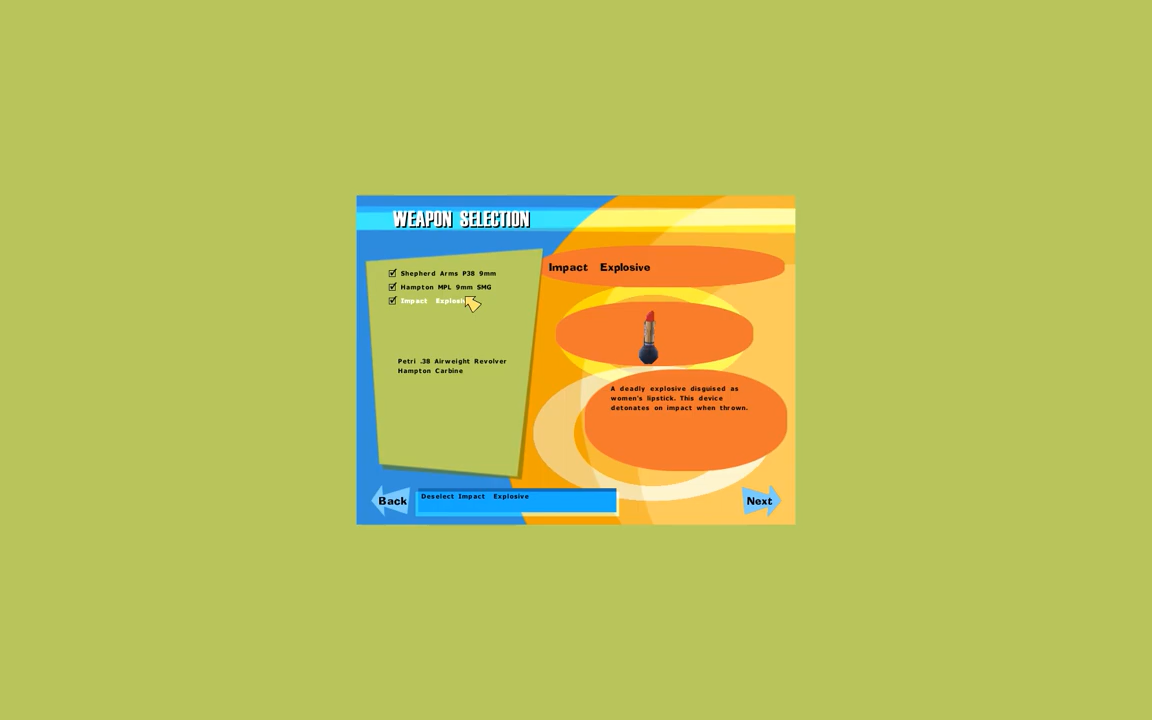 WEAPON SELECTION
Shepherd Arms P38 9mm
Hampton MPL 9mm SMG
Impact Explosi
Petri .38 Airweight Revolver
Hampton Carbine
Impact Explosive
A deadly explosive disguised as
women's lipstick. This device
detonates on impact when thrown.
Back
Deselect Impact Explosive
Next